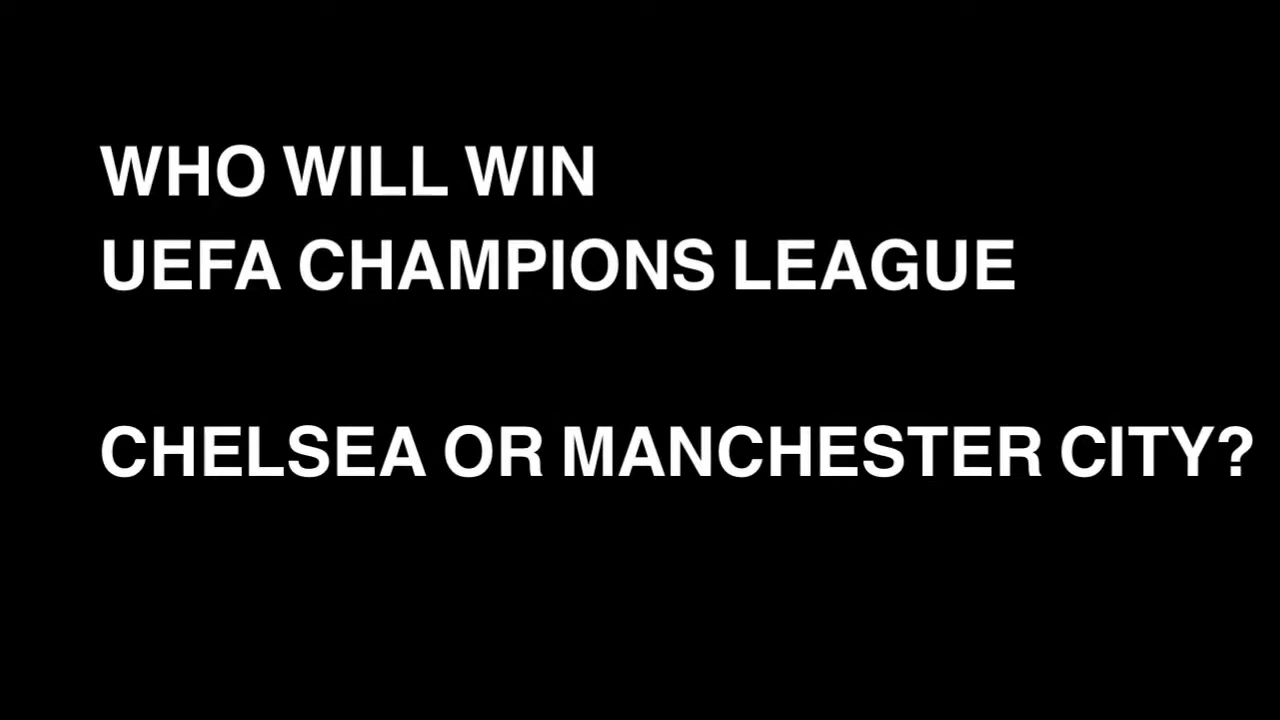 WHO WILL WIN
UEFA CHAMPIONS LEAGUE
CHELSEA OR MANCHESTER CITY?